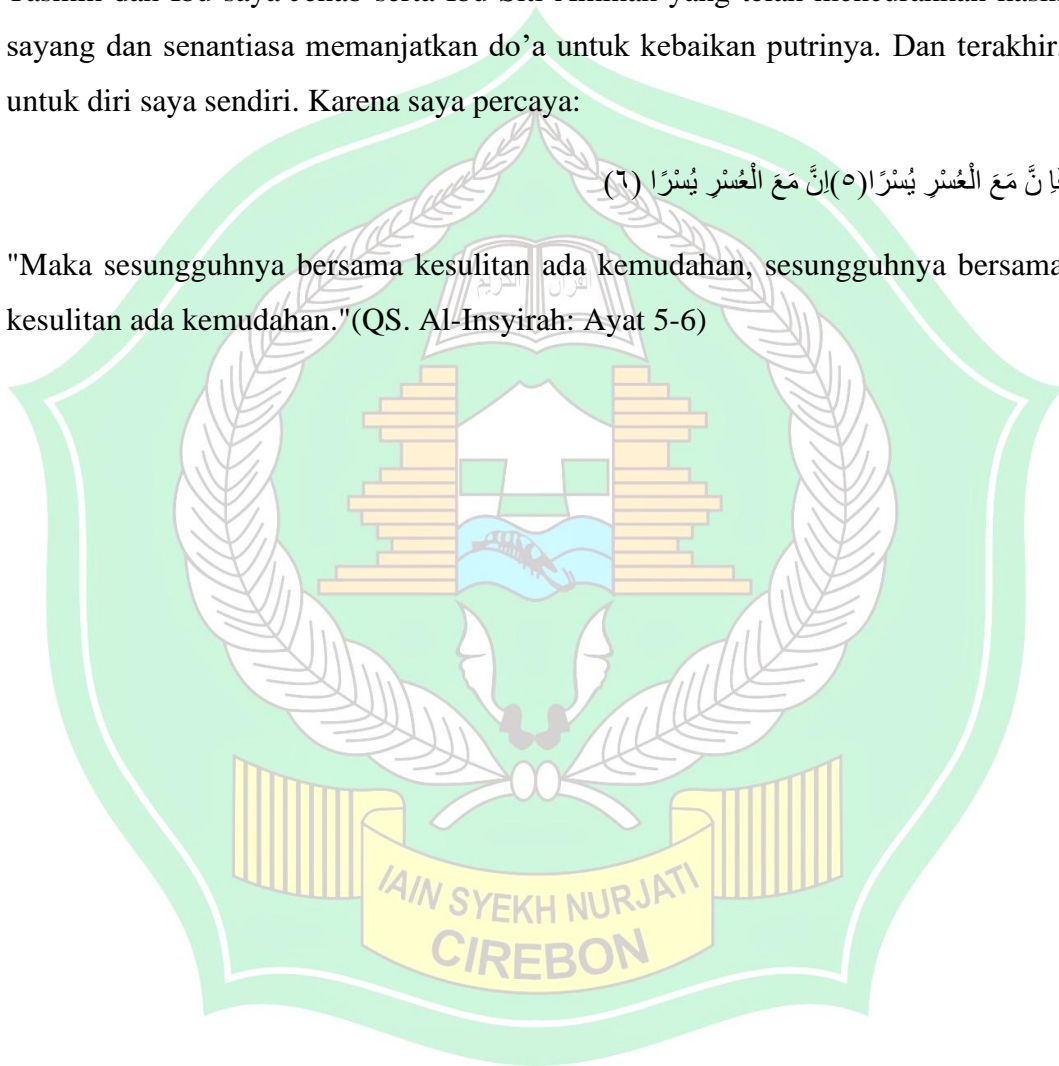 dan Ibu saya serta Ibu Siti Aminah yang telah mencurahkan kasih
sayang dan senantiasa memanjatkan do’a untuk kebaikan putrinya. Dan terakhir
untuk diri saya sendiri. Karena saya percaya:
فَاِ نَّ مَعَ الْعُسْرِ يُسْرًا(٥)اِنَّ مَعَ الْعُسْرِ يُسْرًا (٦)
"Maka sesungguhnya bersama kesulitan ada kemudahan, sesungguhnya bersama
القرآن الكريم
kesulitan ada kemudahan."(QS. Al-Insyirah: Ayat 5-6)
IAIN SYEKH NURJATI
CIREBON